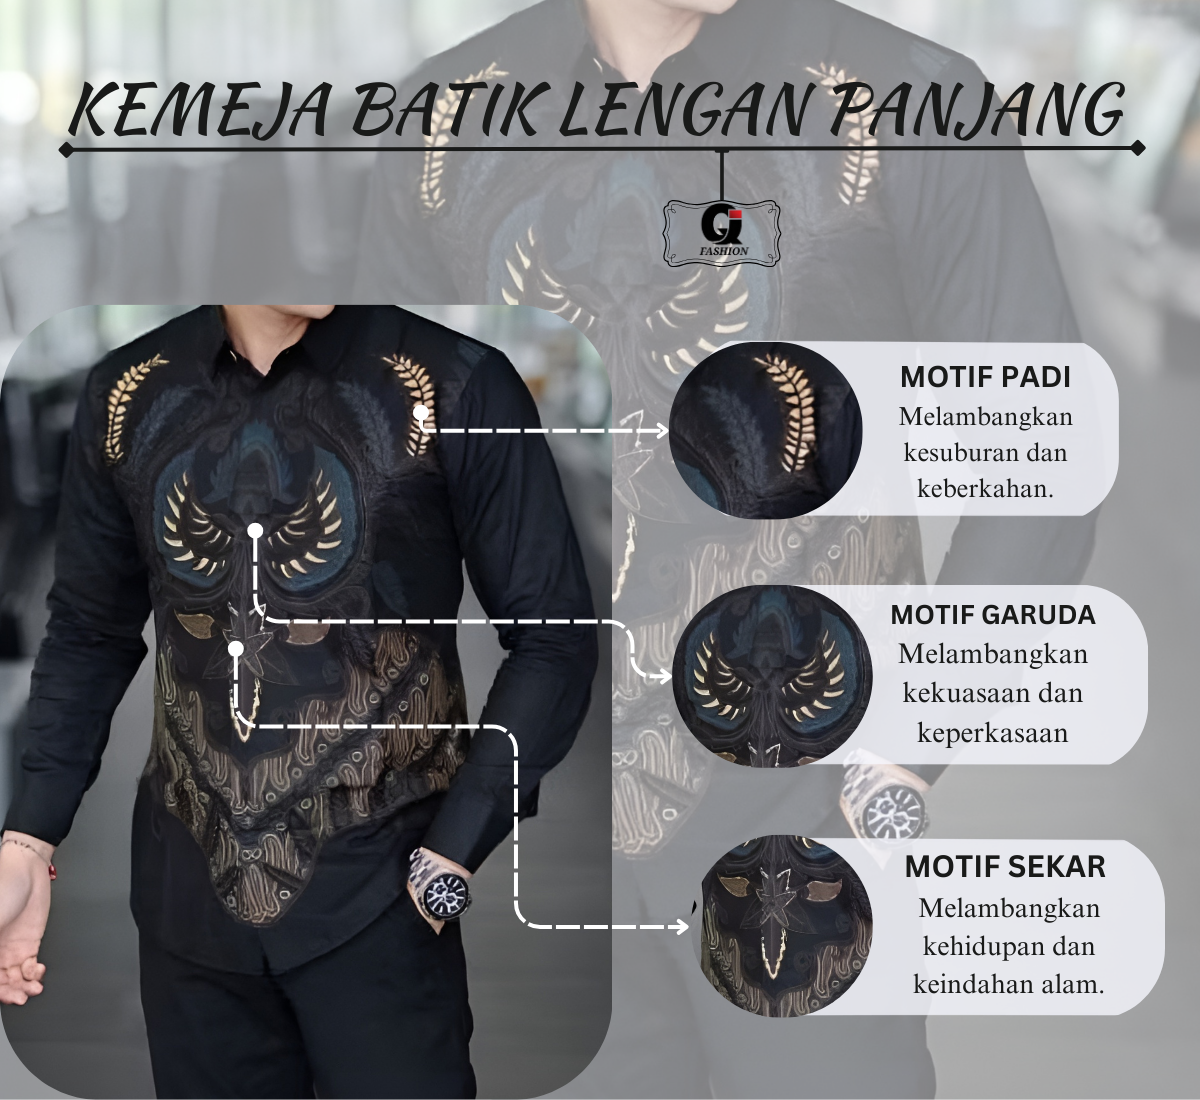 KEMEJA BATIK LENGAN PANJANG
FASHION
MOTIF PADI
Melambangkan
kesuburan dan
keberkahan.
MOTIF GARUDA
Melambangkan
kekuasaan dan
keperkasaan
MOTIF SEKAR
Melambangkan
kehidupan dan
keindahan alam.